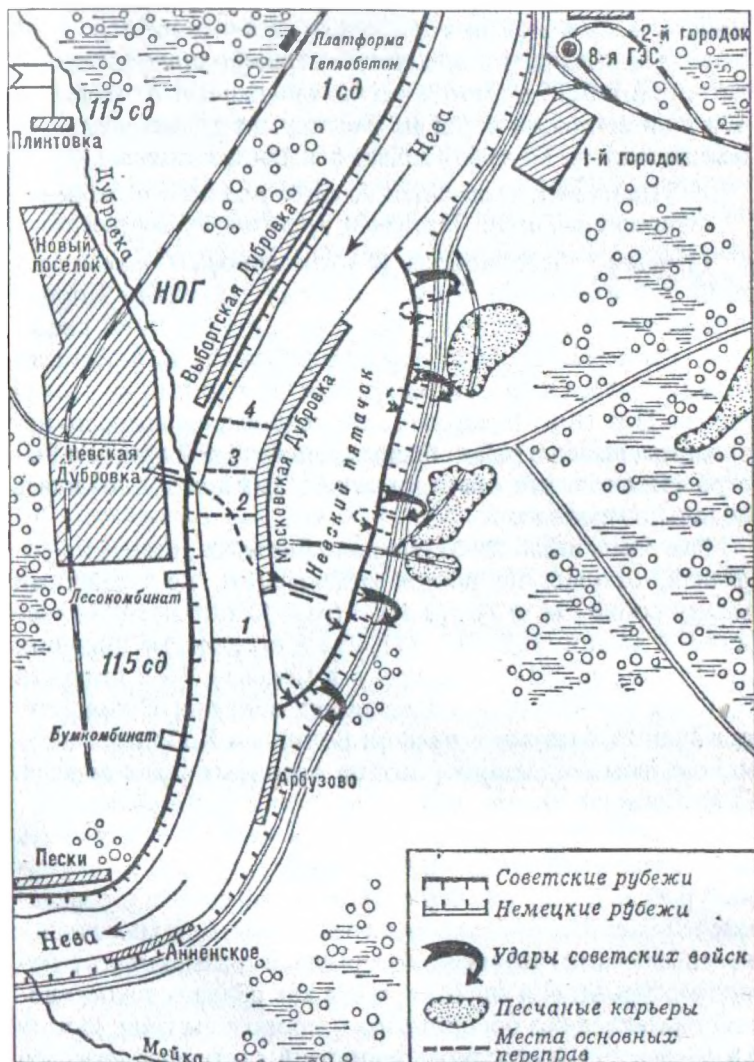 2-й городок
Платформа
Теплобетон
8-я ГЭС
1 сд
115 сд
Плинтовка
Нева
1-й городок
Дубровка
Новый
поселок
НОГ
Выборгская Дубровка
4
3
Невская
Дубровка
2
Московская Дубровка
Невский пятачок
Лесокомбинат
1
115 сд
Бумкомбинат
Арбузово
Пески
Нева
Анненское
Мойка
Советские рубежи
Немецкие рубежи
Удары советских войск
Песчаные карьеры
Места основных
переправ